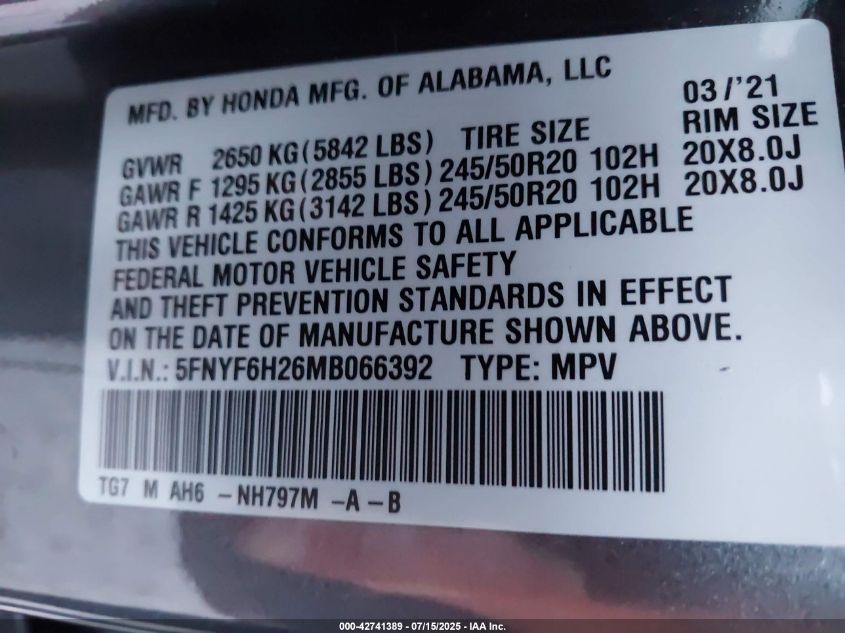 MFD. BY HONDA MFG. OF ALABAMA, LLC 03/'21
GVWR 2650 KG (5842 LBS) TIRE SIZE RIM SIZE
GAWR F 1295 KG (2855 LBS) 245/50R20 102H 20X8.0J
GAWR R 1425 KG (3142 LBS) 245/50R20 102H 20X8.0J
THIS VEHICLE CONFORMS TO ALL APPLICABLE
FEDERAL MOTOR VEHICLE SAFETY
AND THEFT PREVENTION STANDARDS IN EFFECT
ON THE DATE OF MANUFACTURE SHOWN ABOVE.
V.I.N.: 5FNYF6H26MB066392 TYPE: MPV
TG7 M AH6 -NH797M -A -B
000-42741389 - 07/15/2025 - IAA Inc.